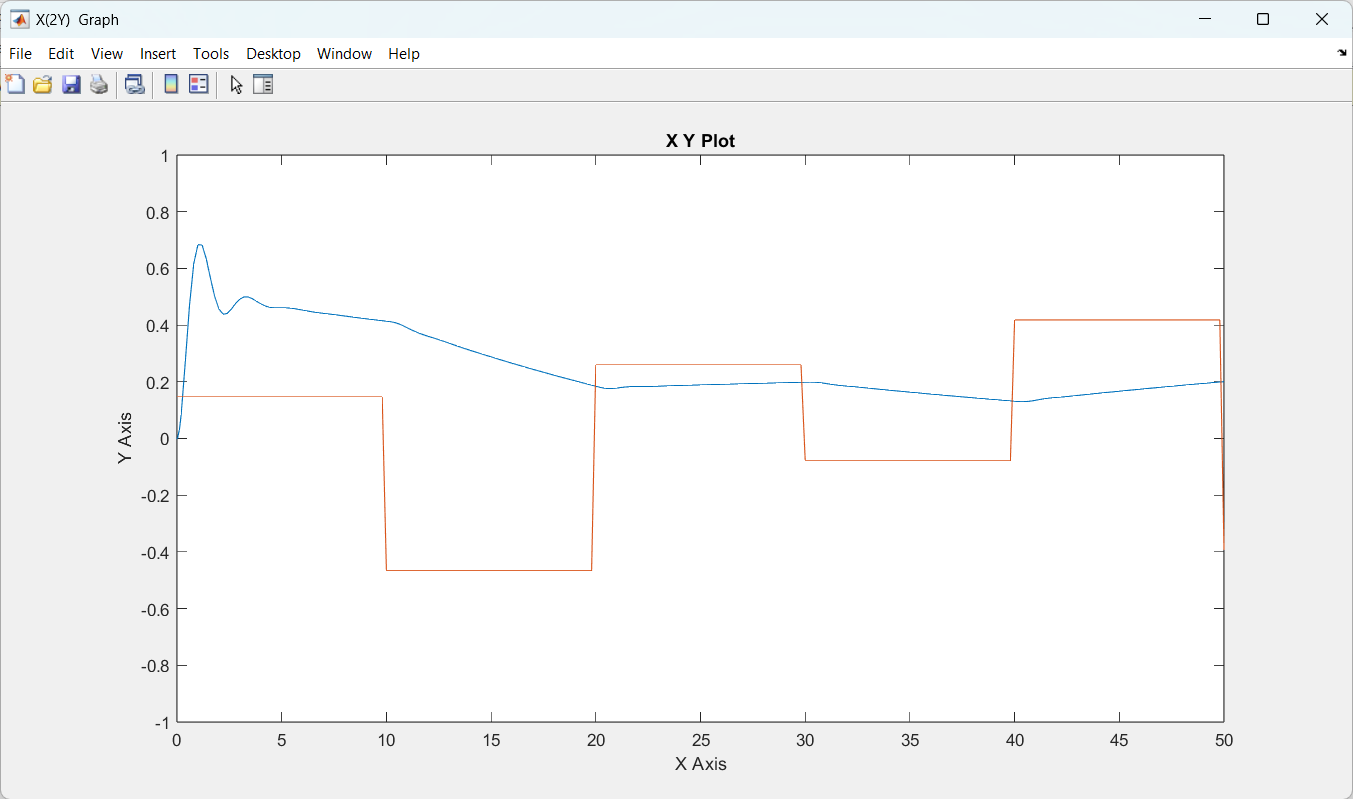 X(2Y) Graph
File Edit View Insert Tools Desktop Window Help
X Y Plot
1
0.8
0.6
0.4
0.2
0
-0.2
-0.4
-0.6
-0.8
-1
Y Axis
0 5 10 15 20 25 30 35 40 45 50
X Axis